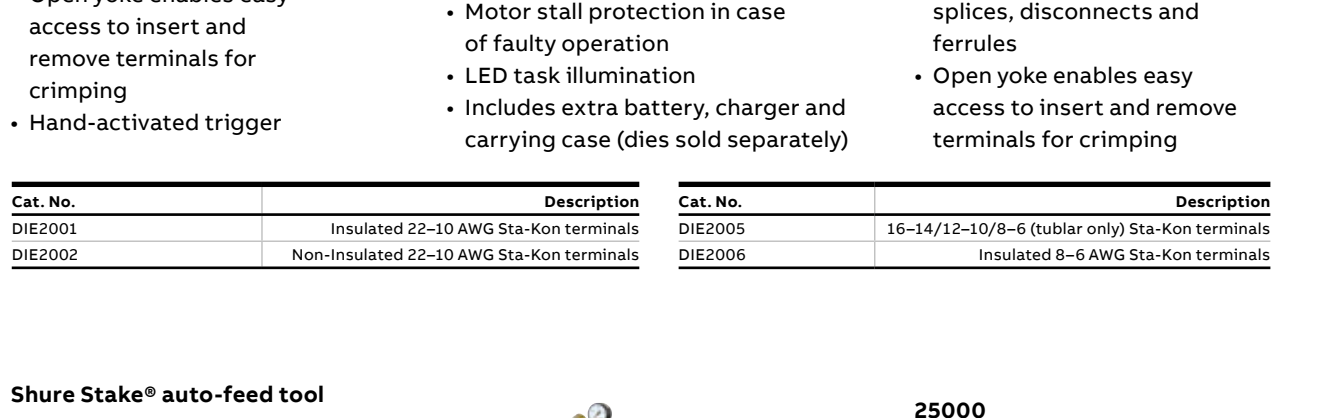 Open yoke enables easy
access to insert and
remove terminals for
crimping
• Hand-activated trigger
• Motor stall protection in case
of faulty operation
• LED task illumination
• Includes extra battery, charger and
carrying case (dies sold separately)
splices, disconnects and
ferrules
• Open yoke enables easy
access to insert and remove
terminals for crimping
Cat. No. Description
DIE2001 Insulated 22–10 AWG Sta-Kon terminals
DIE2002 Non-Insulated 22–10 AWG Sta-Kon terminals
Cat. No. Description
DIE2005 16–14/12–10/8–6 (tublar only) Sta-Kon terminals
DIE2006 Insulated 8–6 AWG Sta-Kon terminals
Shure Stake® auto-feed tool
25000